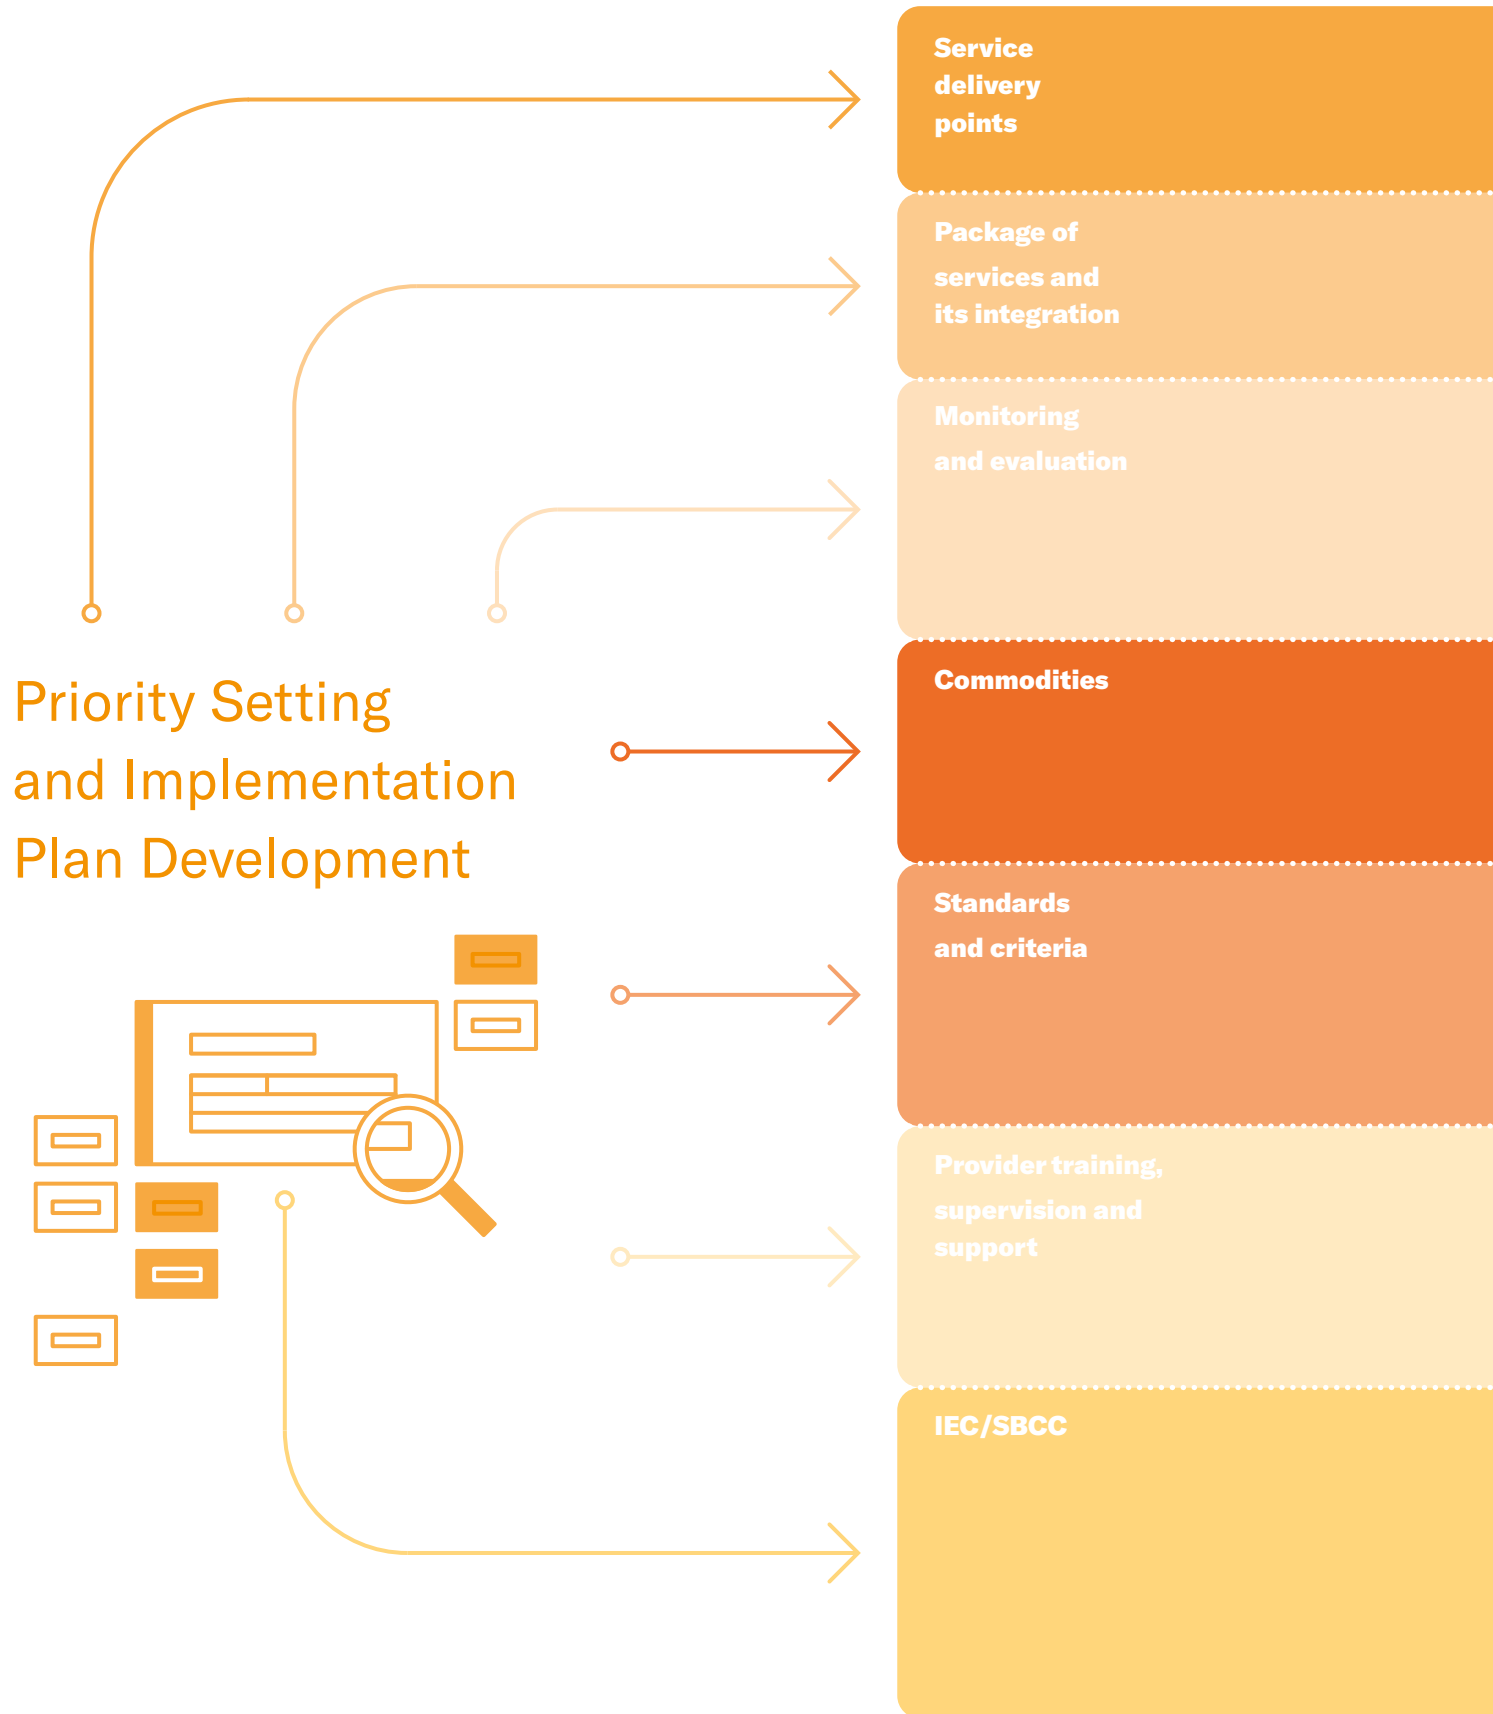 Service
delivery
points
Package of
services and
its integration
Monitoring
and evaluation
Priority Setting
and Implementation
Plan Development
Commodities
Standards
and criteria
Provider training,
supervision and
support
IEC/SBCC